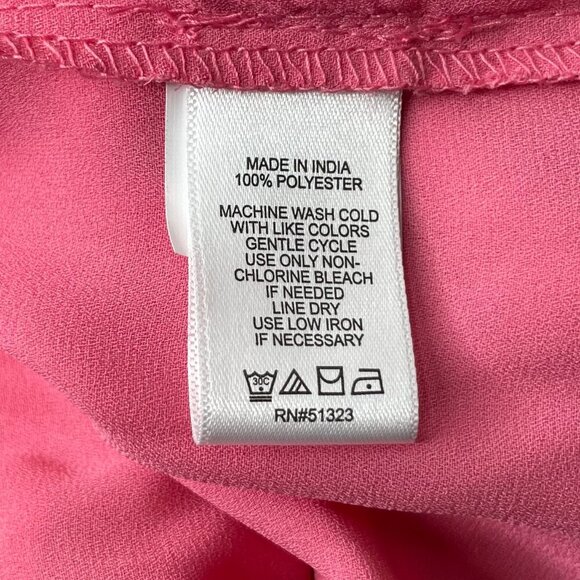 MADE IN INDIA
100% POLYESTER
MACHINE WASH COLD
WITH LIKE COLORS
GENTLE CYCLE
USE ONLY NON-
CHLORINE BLEACH
IF NEEDED
LINE DRY
USE LOW IRON
IF NECESSARY
30C
RN#51323